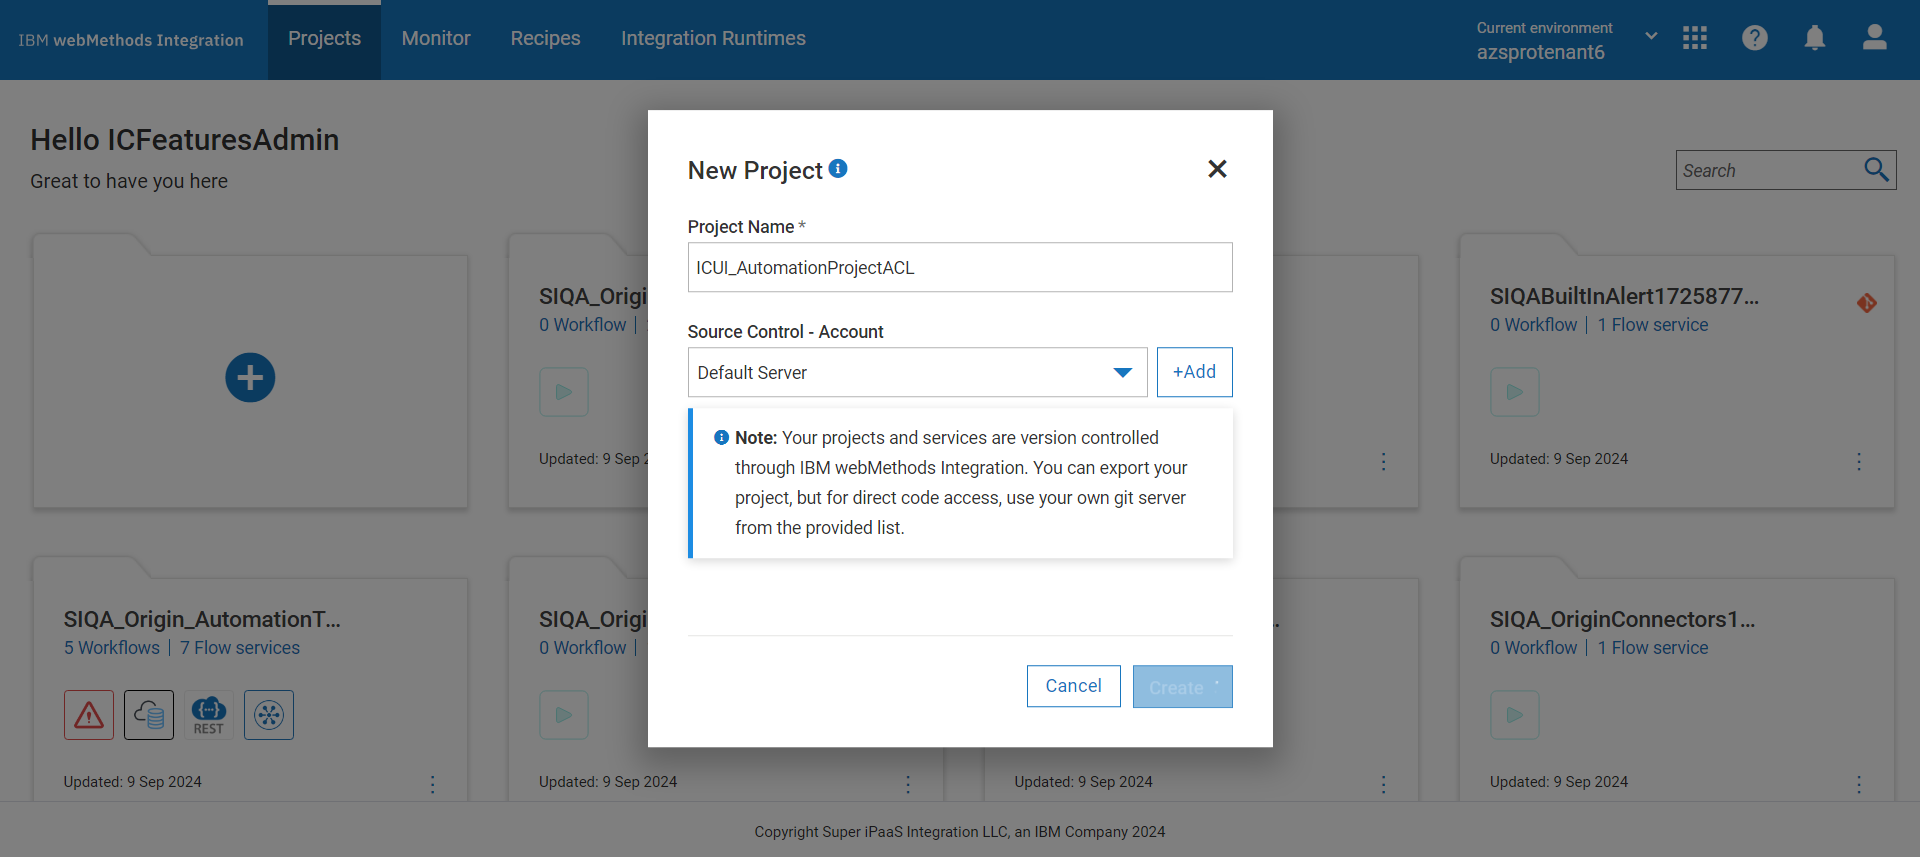 IBM webMethods Integration
Projects
Monitor
Recipes
Integration Runtimes
Current environment
azsprotenant6
Hello ICFeaturesAdmin
Great to have you here
Search
New Project
Project Name *
ICUI_AutomationProjectACL
Source Control - Account
Default Server
+Add
Note: Your projects and services are version controlled
through IBM webMethods Integration. You can export your
project, but for direct code access, use your own git server
from the provided list.
Cancel
Create
SIQA_Origi
0 Workflow
Updated: 9 Sep 2
SIQABuiltInAlert1725877...
0 Workflow | 1 Flow service
Updated: 9 Sep 2024
SIQA_Origin_AutomationT...
5 Workflows | 7 Flow services
REST
Updated: 9 Sep 2024
SIQA_Origi
0 Workflow
Updated: 9 Sep 2024
Updated: 9 Sep 2024
SIQA_OriginConnectors1...
0 Workflow | 1 Flow service
Updated: 9 Sep 2024
Copyright Super iPaaS Integration LLC, an IBM Company 2024